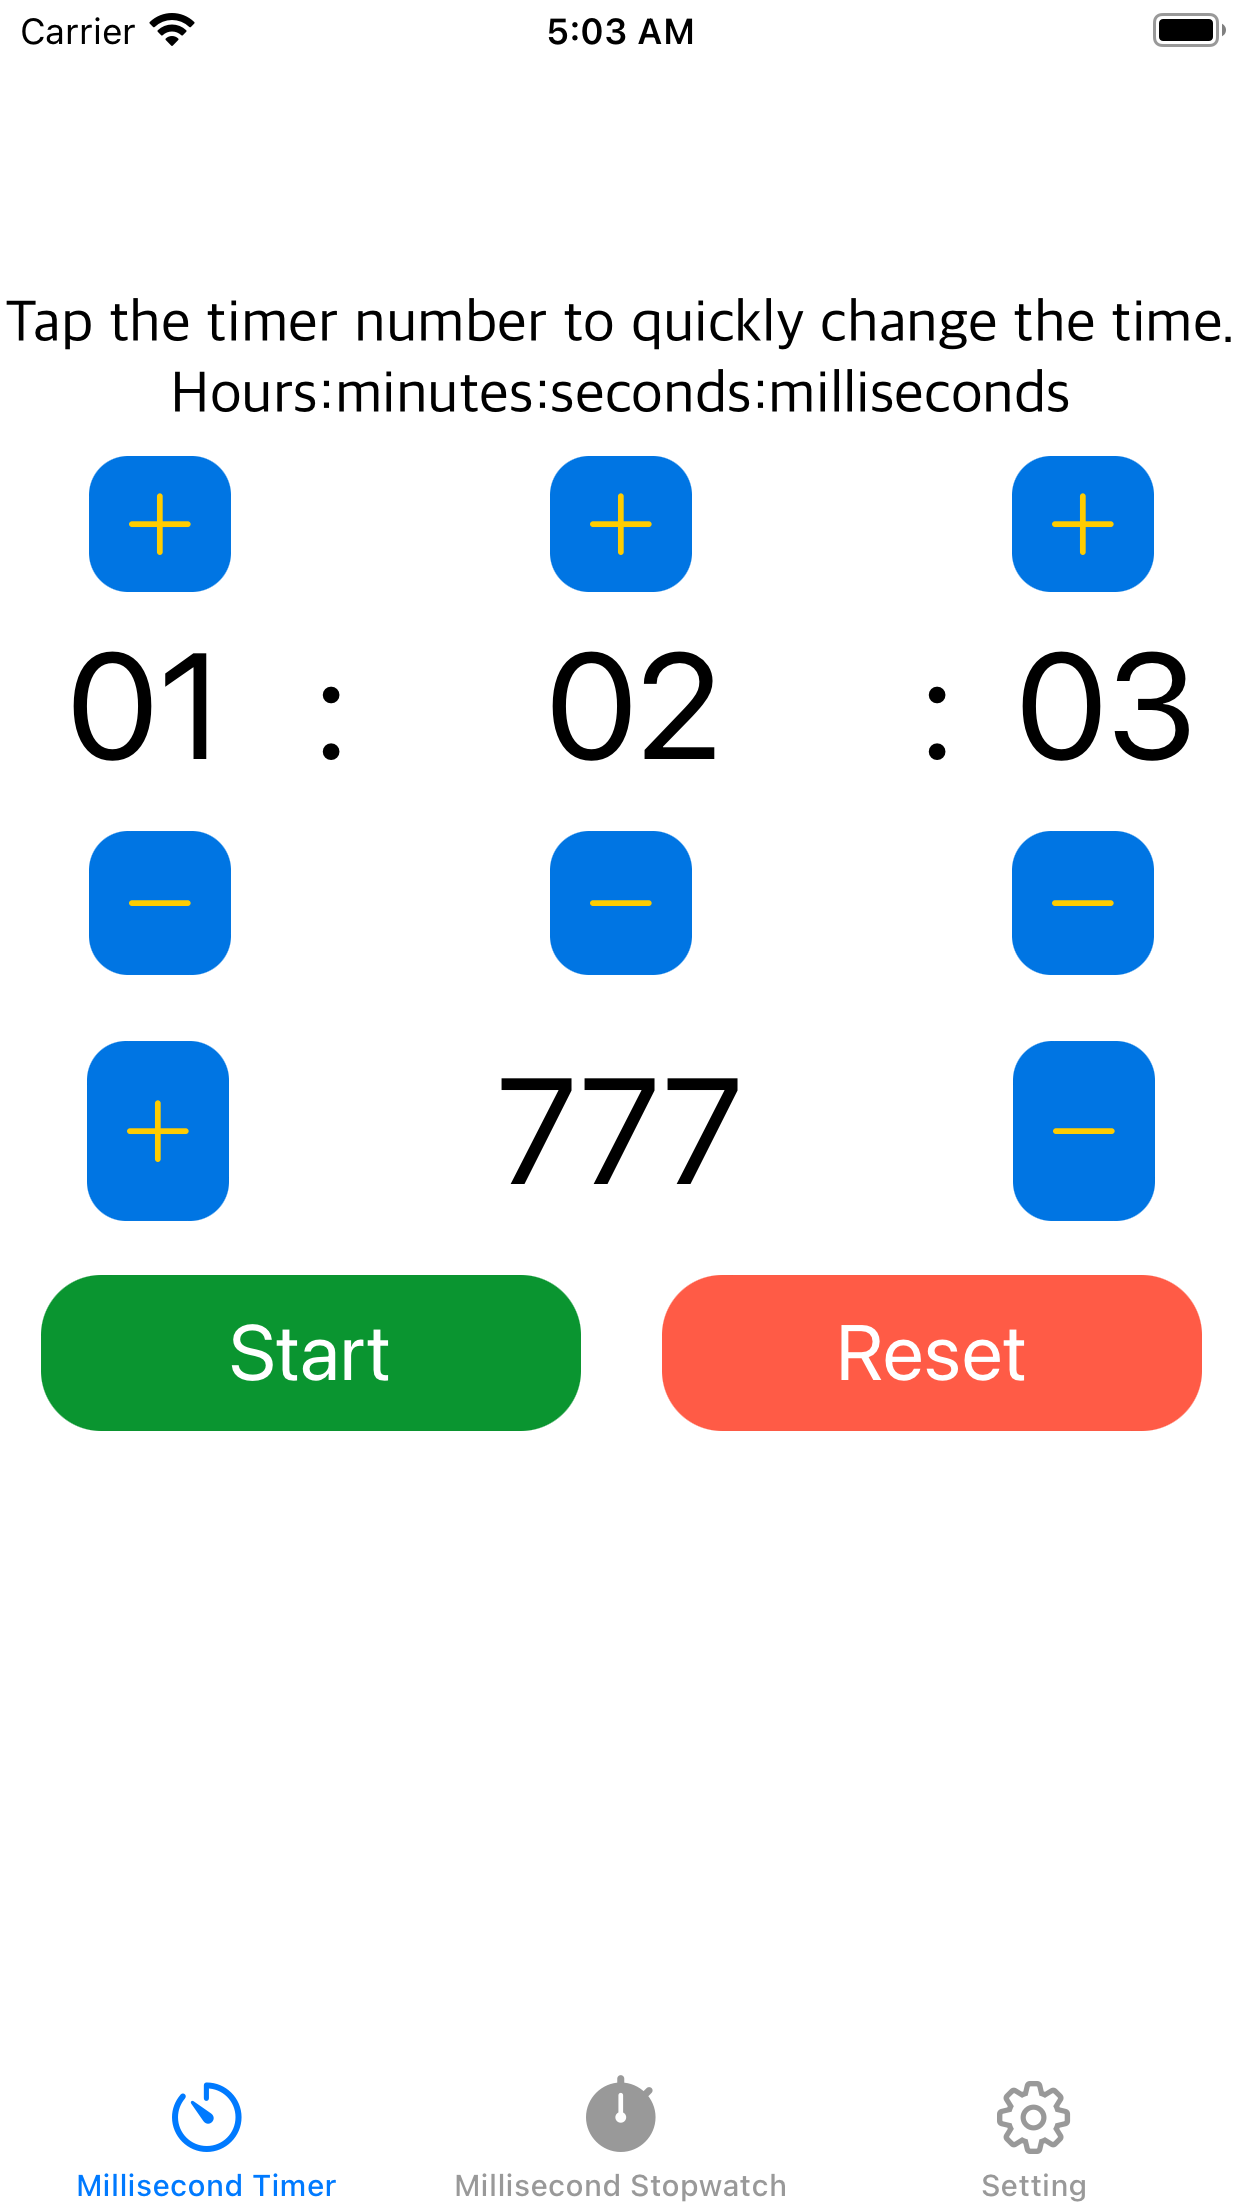 Carrier 5:03 AM
Tap the timer number to quickly change the time.
Hours:minutes:seconds:milliseconds
+ + +
01 : 02 : 03
— — —
+ 777 —
Start Reset
Millisecond Timer Millisecond Stopwatch Setting